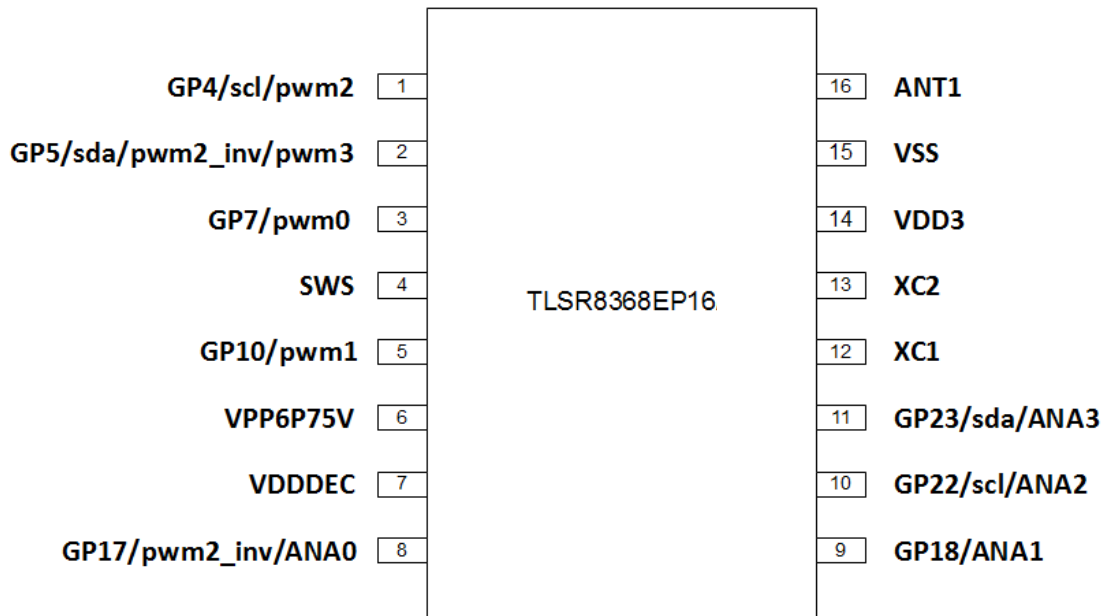 GP4/scl/pwm2 1 16 ANT1
GP5/sda/pwm2_inv/pwm3 2 15 VSS
GP7/pwm0 3 14 VDD3
SWS 4 13 XC2
TLSR8368EP16
GP10/pwm1 5 12 XC1
VPP6P75V 6 11 GP23/sda/ANA3
VDDDEC 7 10 GP22/scl/ANA2
GP17/pwm2_inv/ANA0 8 9 GP18/ANA1